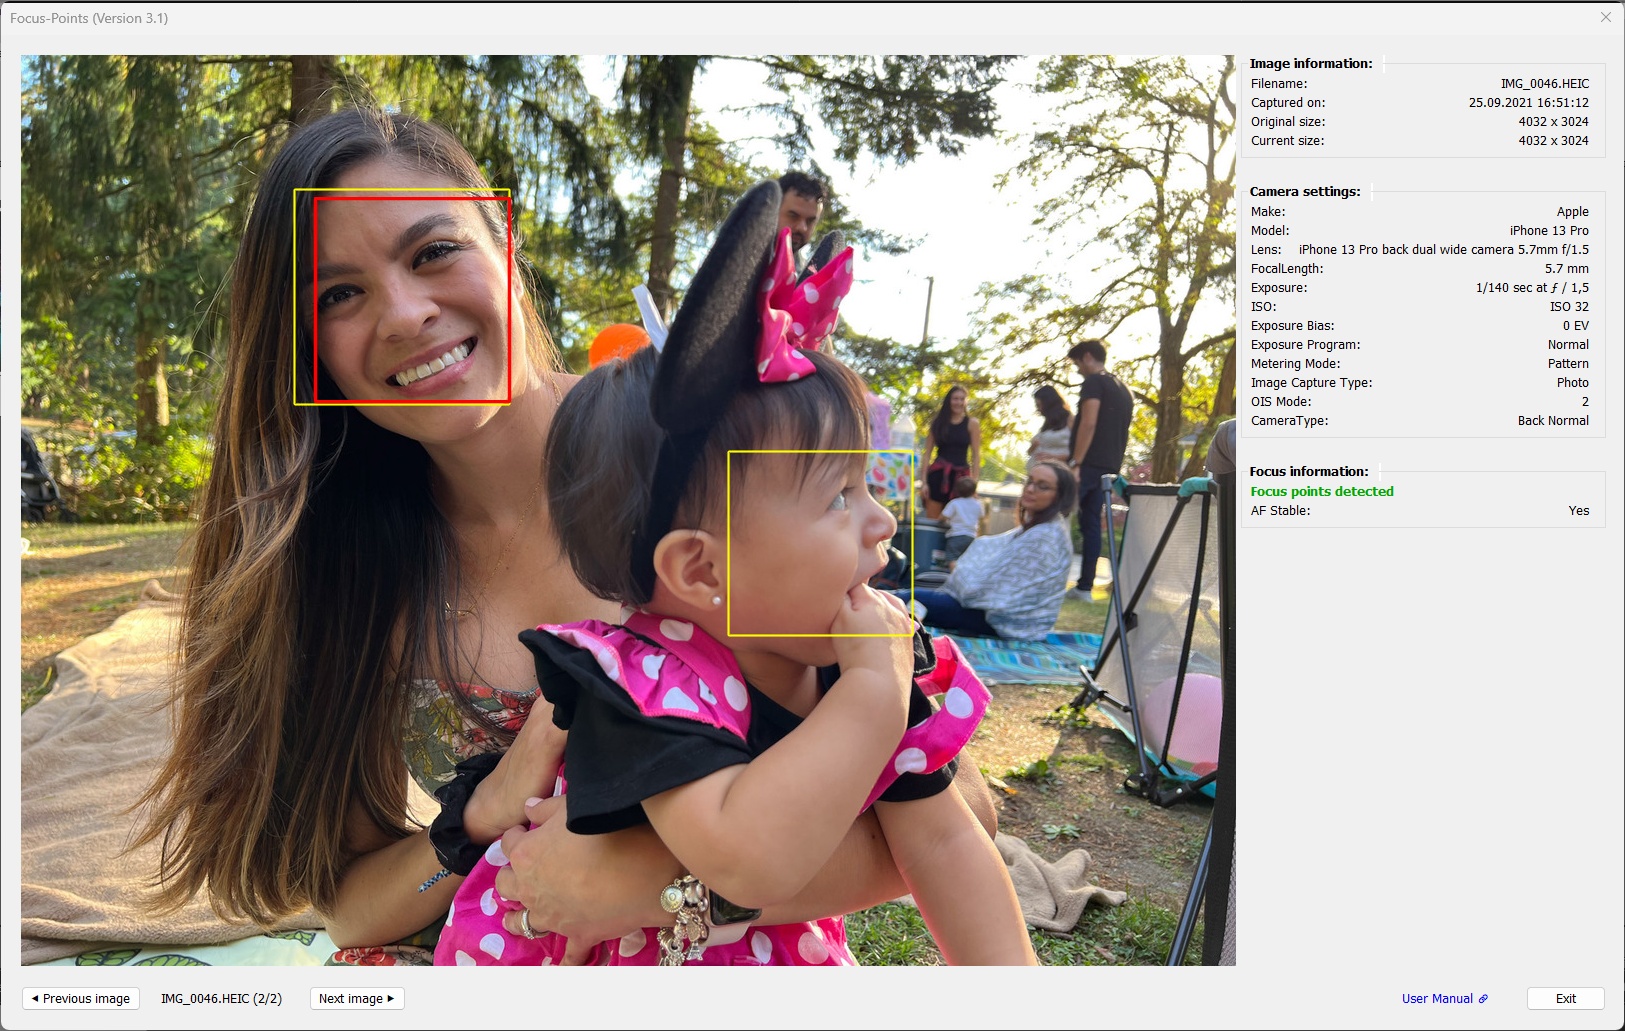 Focus-Points (Version 3.1)
Image information:
Filename: IMG_0046.HEIC
Captured on: 25.09.2021 16:51:12
Original size: 4032 x 3024
Current size: 4032 x 3024
Camera settings:
Make: Apple
Model: iPhone 13 Pro
Lens: iPhone 13 Pro back dual wide camera 5.7mm f/1.5
FocalLength: 5.7 mm
Exposure: 1/140 sec at ƒ / 1,5
ISO: ISO 32
Exposure Bias: 0 EV
Exposure Program: Normal
Metering Mode: Pattern
Image Capture Type: Photo
OIS Mode: 2
CameraType: Back Normal
Focus information:
Focus points detected
AF Stable: Yes
Previous image IMG_0046.HEIC (2/2) Next image User Manual Exit